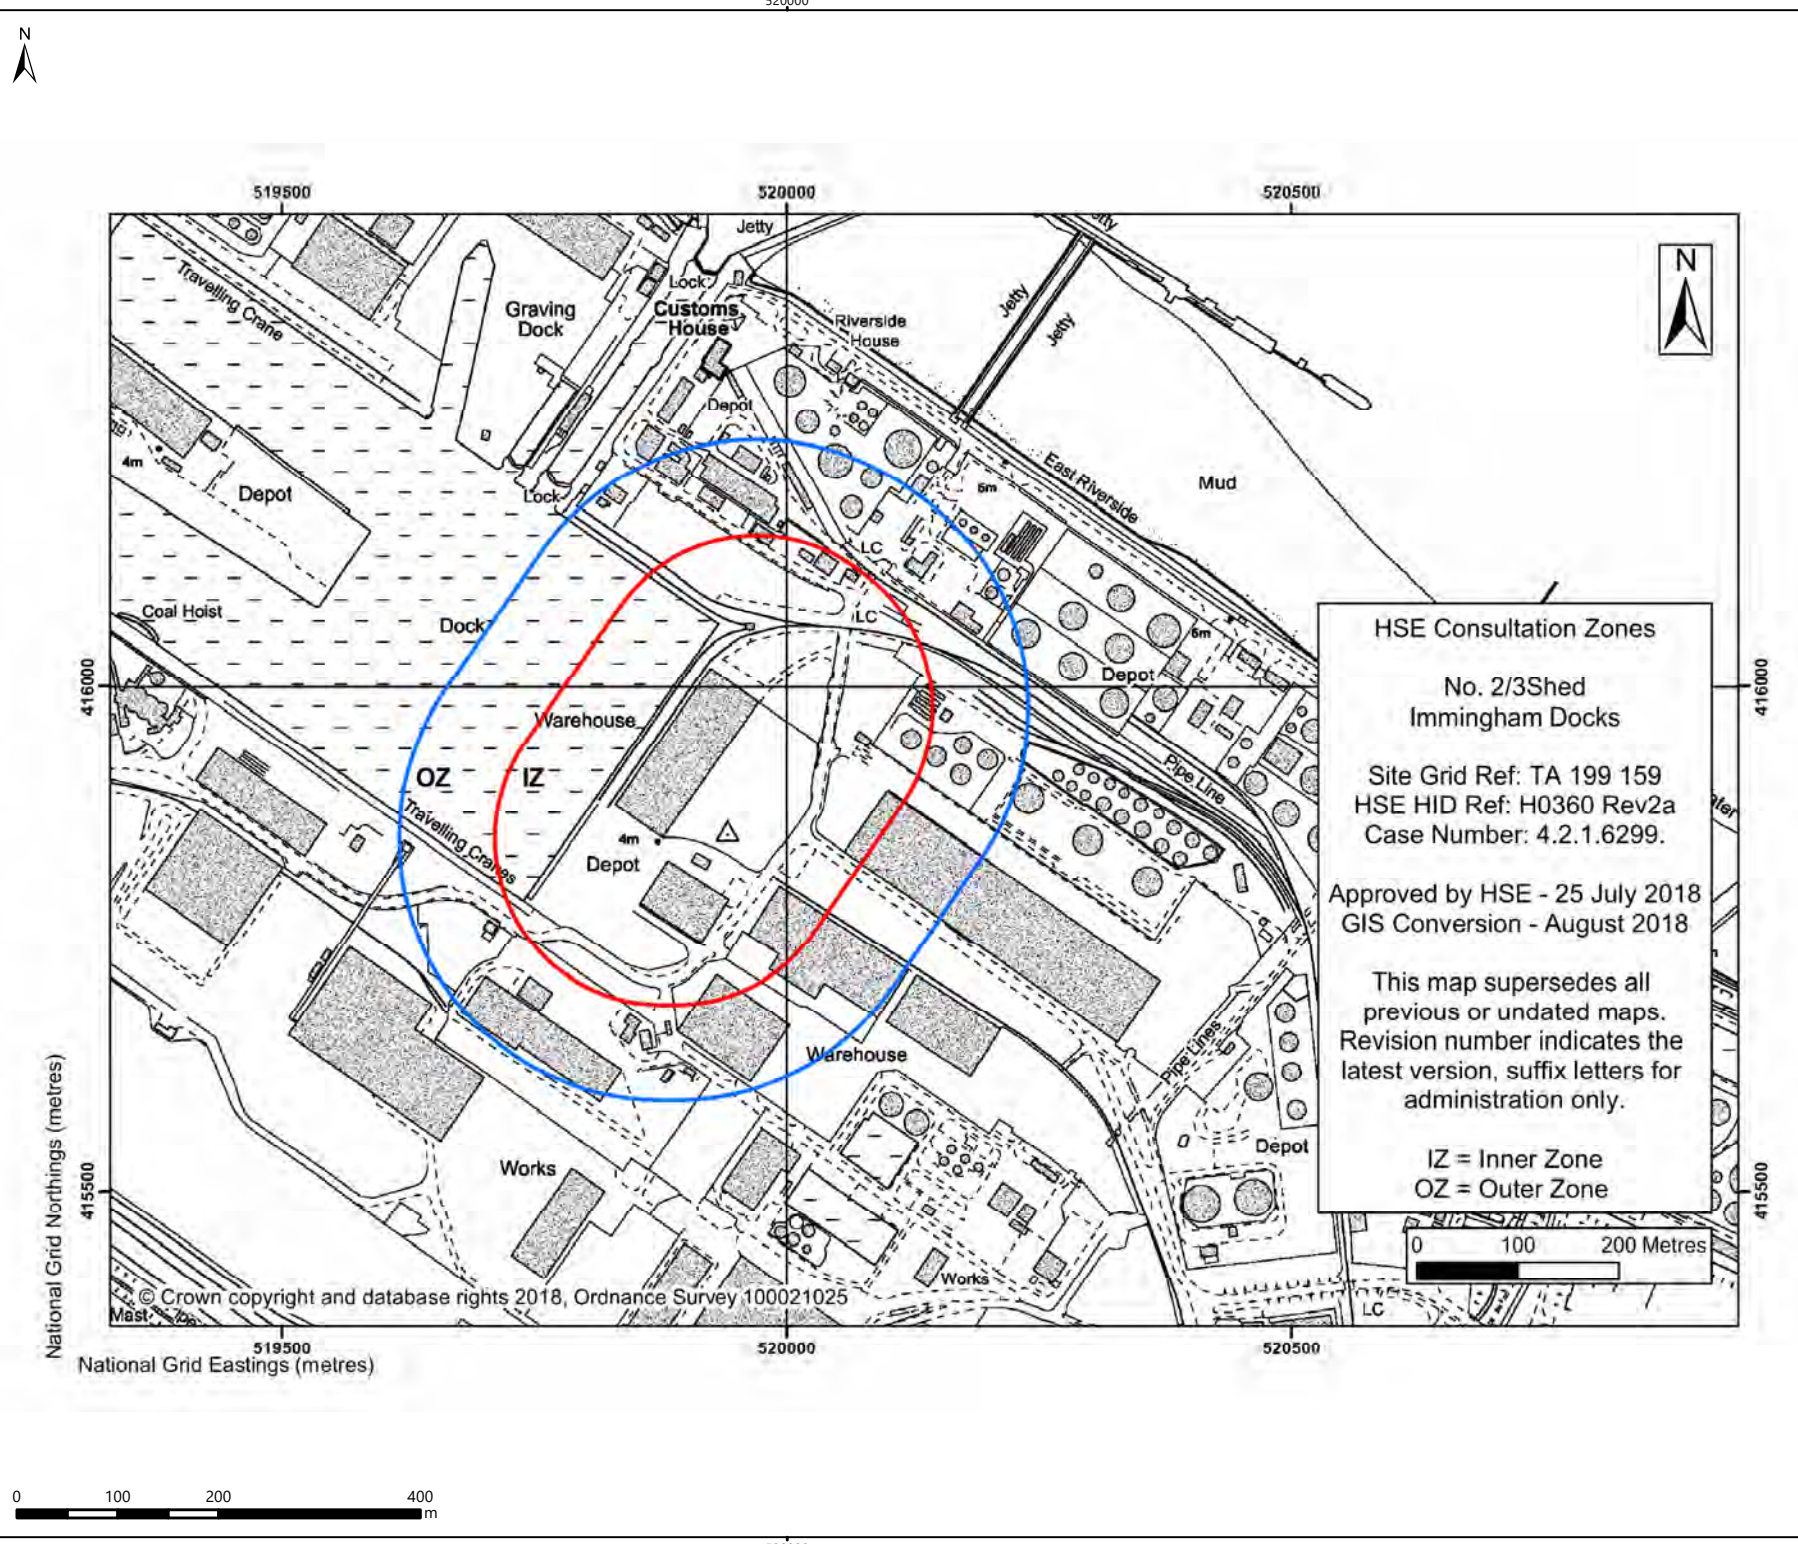 520000
N
519500
520000
520500
Jetty
Jetty
Travelling Crane
Graving
Dock
Lock
Customs
House
Riverside
House
Jetty
Jetty
N
Depot
4m
Depot
Lock
5m
East Riverside
Mud
LC
Coal Hoist
Dock
LC
5m
HSE Consultation Zones
No. 2/3Shed
Immingham Docks
Site Grid Ref: TA 199 159
HSE HID Ref: H0360 Rev2a
Case Number: 4.2.1.6299.
Approved by HSE - 25 July 2018
GIS Conversion - August 2018
This map supersedes all
previous or undated maps.
Revision number indicates the
latest version, suffix letters for
administration only.
IZ = Inner Zone
OZ = Outer Zone
416000
416000
Depot
Warehouse
OZ
IZ
Pipe Line
Travelling Cranes
4m
Depot
Warehouse
Pipe Lines
Depot
Works
415500
415500
0 100 200 Metres
Works
LC
© Crown copyright and database rights 2018, Ordnance Survey 100021025
Mast
National Grid Northings (metres)
519500
520000
520500
National Grid Eastings (metres)
0 100 200 400
m